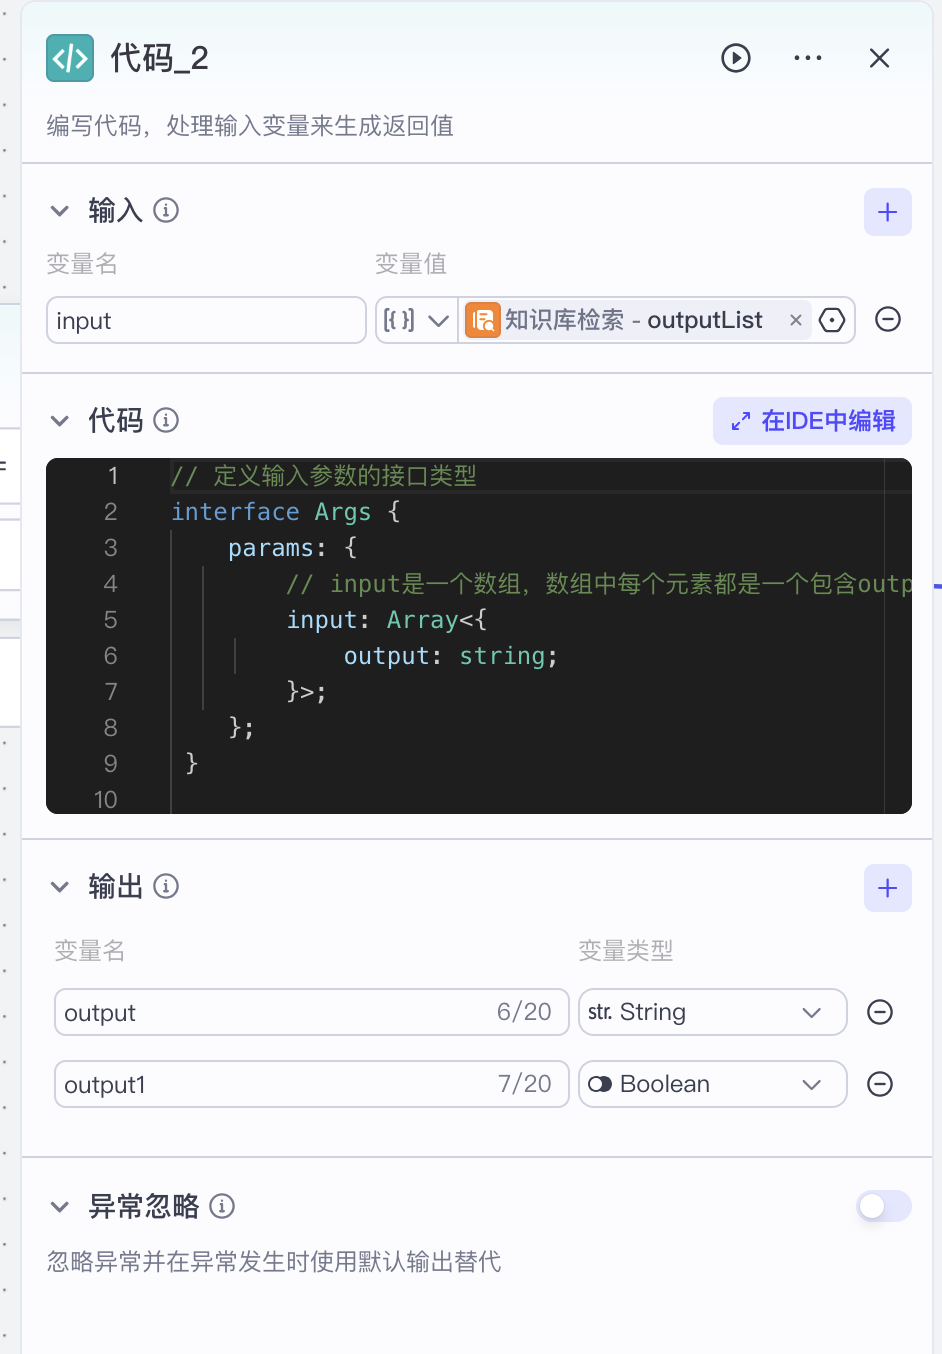 代码_2
编写代码，处理输入变量来生成返回值
输入
变量名 变量值
input 知识库检索 - outputList
代码 在IDE中编辑
1 // 定义输入参数的接口类型
2 interface Args {
3 params: {
4 // input是一个数组，数组中每个元素都是一个包含outp
5 input: Array<{
6 output: string;
7 }>;
8 };
9 }
10
输出
变量名 变量类型
output 6/20 str. String
output1 7/20 Boolean
异常忽略
忽略异常并在异常发生时使用默认输出替代